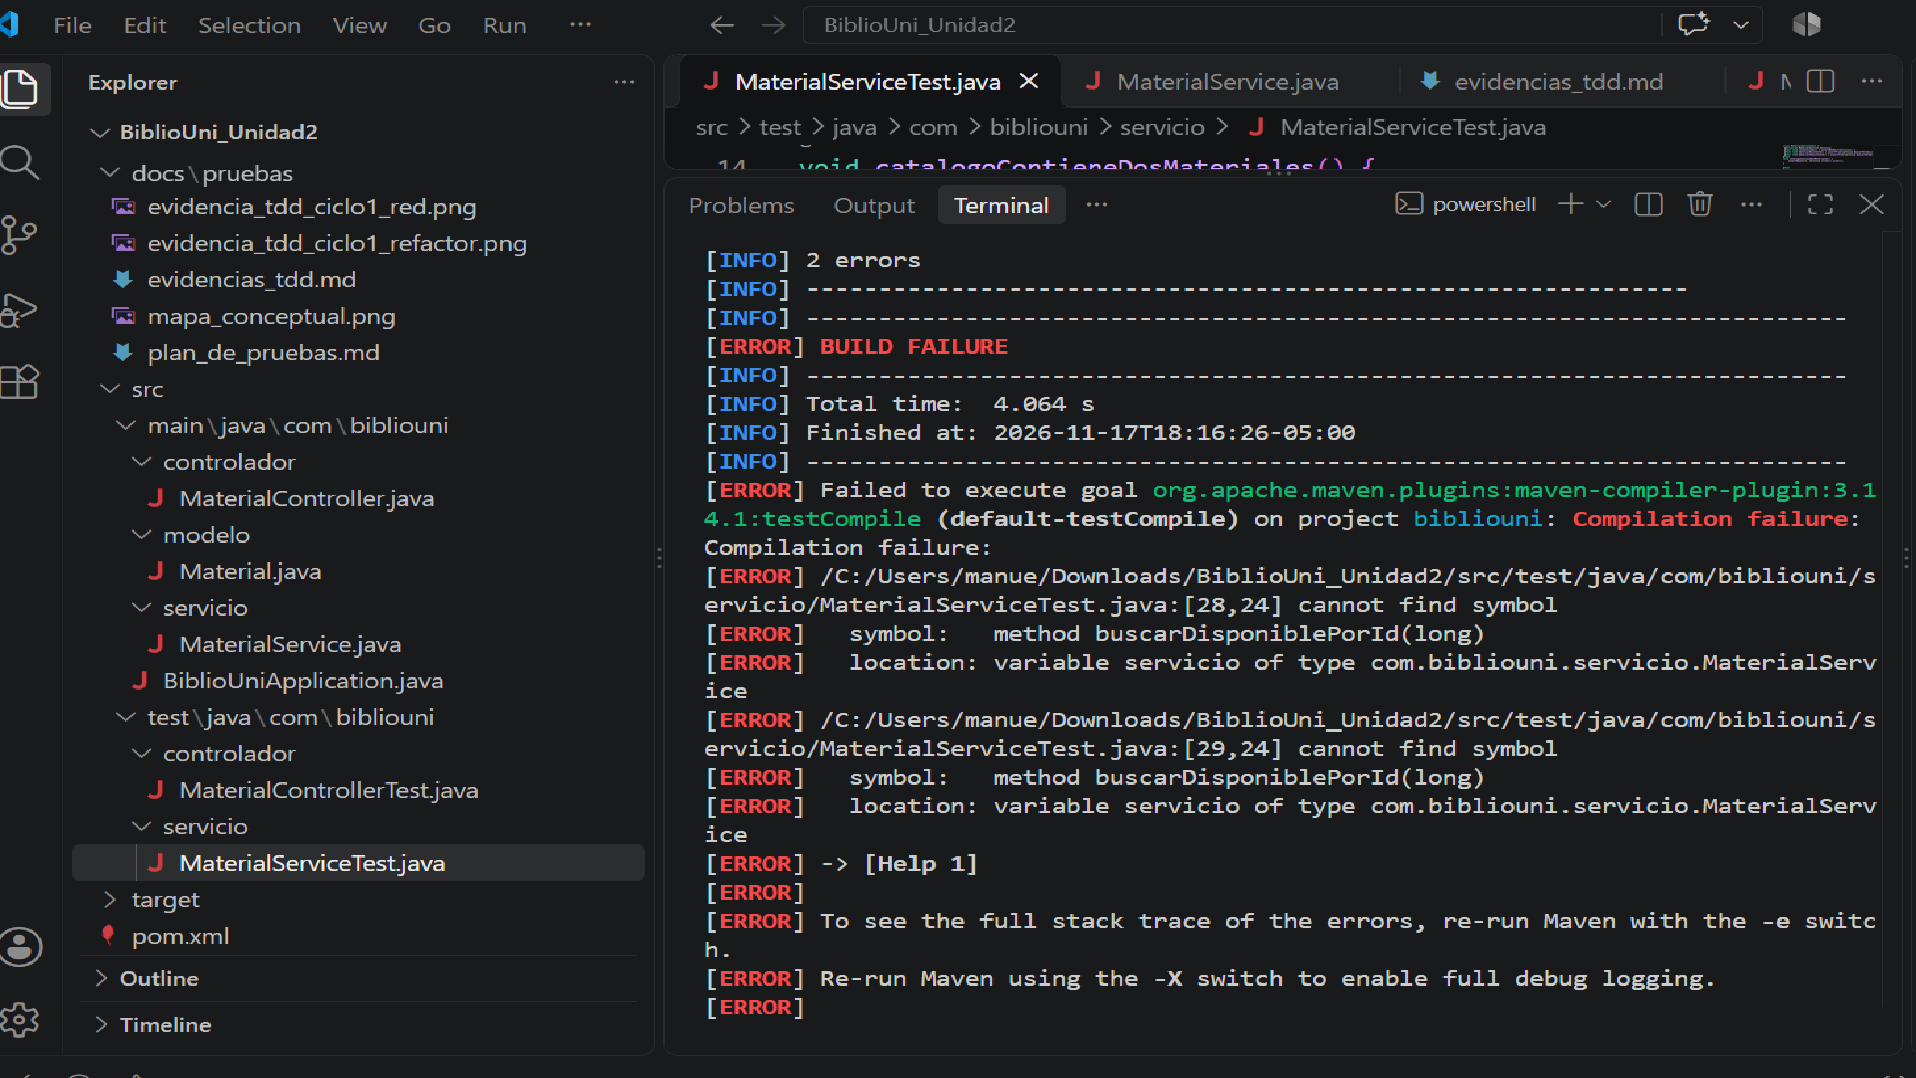 File Edit Selection View Go Run ···
BiblioUni_Unidad2
Explorer ···
BiblioUni_Unidad2
docs\pruebas
evidencia_tdd_ciclo1_red.png
evidencia_tdd_ciclo1_refactor.png
evidencias_tdd.md
mapa_conceptual.png
plan_de_pruebas.md
src
main\java\com\bibliouni
controlador
MaterialController.java
modelo
Material.java
servicio
MaterialService.java
BiblioUniApplication.java
test\java\com\bibliouni
controlador
MaterialControllerTest.java
servicio
MaterialServiceTest.java
target
pom.xml
Outline
Timeline
MaterialServiceTest.java MaterialService.java evidencias_tdd.md
src > test > java > com > bibliouni > servicio > MaterialServiceTest.java
14 void catalogoContieneDosMateriales() {
Problems Output Terminal ··· powershell
[INFO] 2 errors
[INFO] -------------------------------------------------------------
[INFO] ------------------------------------------------------------------------
[ERROR] BUILD FAILURE
[INFO] ------------------------------------------------------------------------
[INFO] Total time:  4.064 s
[INFO] Finished at: 2026-11-17T18:16:26-05:00
[INFO] ------------------------------------------------------------------------
[ERROR] Failed to execute goal org.apache.maven.plugins:maven-compiler-plugin:3.1
4.1:testCompile (default-testCompile) on project bibliouni: Compilation failure:
Compilation failure:
[ERROR] /C:/Users/manue/Downloads/BiblioUni_Unidad2/src/test/java/com/bibliouni/s
ervicio/MaterialServiceTest.java:[28,24] cannot find symbol
[ERROR]   symbol:   method buscarDisponiblePorId(long)
[ERROR]   location: variable servicio of type com.bibliouni.servicio.MaterialServ
ice
[ERROR] /C:/Users/manue/Downloads/BiblioUni_Unidad2/src/test/java/com/bibliouni/s
ervicio/MaterialServiceTest.java:[29,24] cannot find symbol
[ERROR]   symbol:   method buscarDisponiblePorId(long)
[ERROR]   location: variable servicio of type com.bibliouni.servicio.MaterialServ
ice
[ERROR] -> [Help 1]
[ERROR]
[ERROR] To see the full stack trace of the errors, re-run Maven with the -e switc
h.
[ERROR] Re-run Maven using the -X switch to enable full debug logging.
[ERROR]